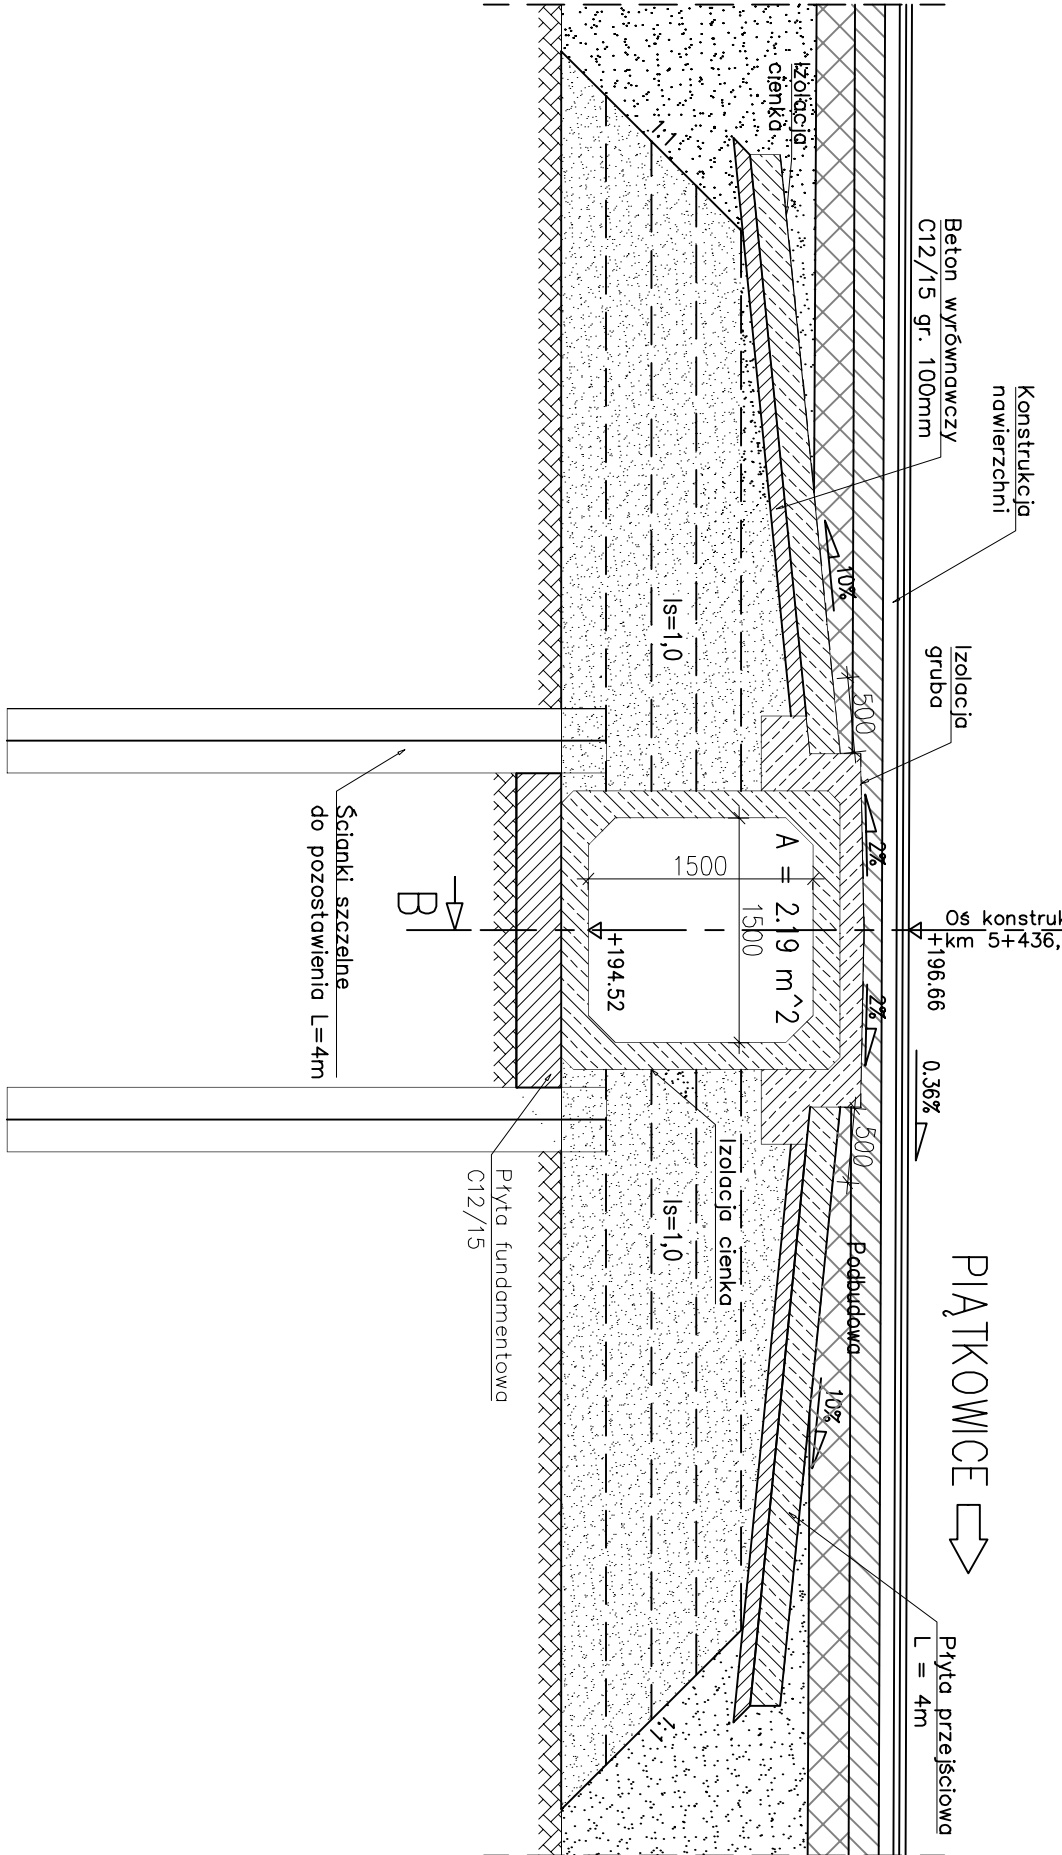 Izolacja
cienka
1:1
Beton wyrównawczy
C12/15 gr. 100mm
Konstrukcja
nawierzchni
10%
Is=1,0
Izolacja
gruba
500
2%
Ścianki szczelne
do pozostawienia L=4m
A = 2.19 m^2
1500
1500
B
+194.52
Oś konstruk
km 5+436,
+196.66
2%
0.36%
500
Izolacja cienka
Płyta fundamentowa
C12/15
Is=1,0
Podbudowa
PIĄTKOWICE
10%
Płyta przejściowa
L = 4m
1:1